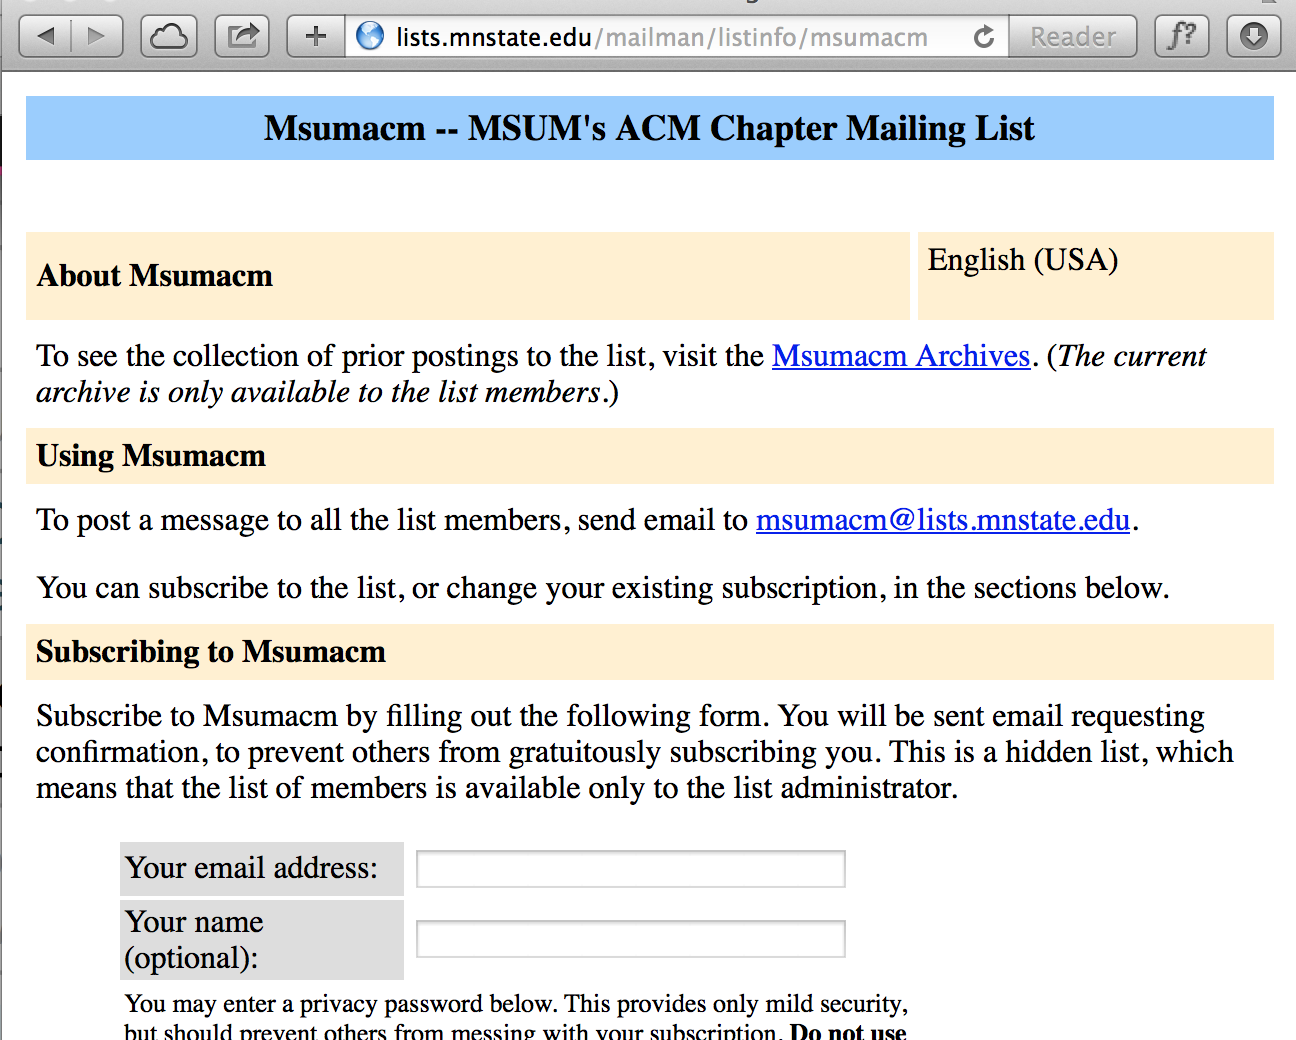 lists.mnstate.edu/mailman/listinfo/msumacm
Reader
Msumacm -- MSUM's ACM Chapter Mailing List
About Msumacm
English (USA)
To see the collection of prior postings to the list, visit the Msumacm Archives. (The current
archive is only available to the list members.)
Using Msumacm
To post a message to all the list members, send email to msumacm@lists.mnstate.edu.
You can subscribe to the list, or change your existing subscription, in the sections below.
Subscribing to Msumacm
Subscribe to Msumacm by filling out the following form. You will be sent email requesting
confirmation, to prevent others from gratuitously subscribing you. This is a hidden list, which
means that the list of members is available only to the list administrator.
Your email address:
Your name
(optional):
You may enter a privacy password below. This provides only mild security,
but should prevent others from messing with your subscription. Do not use